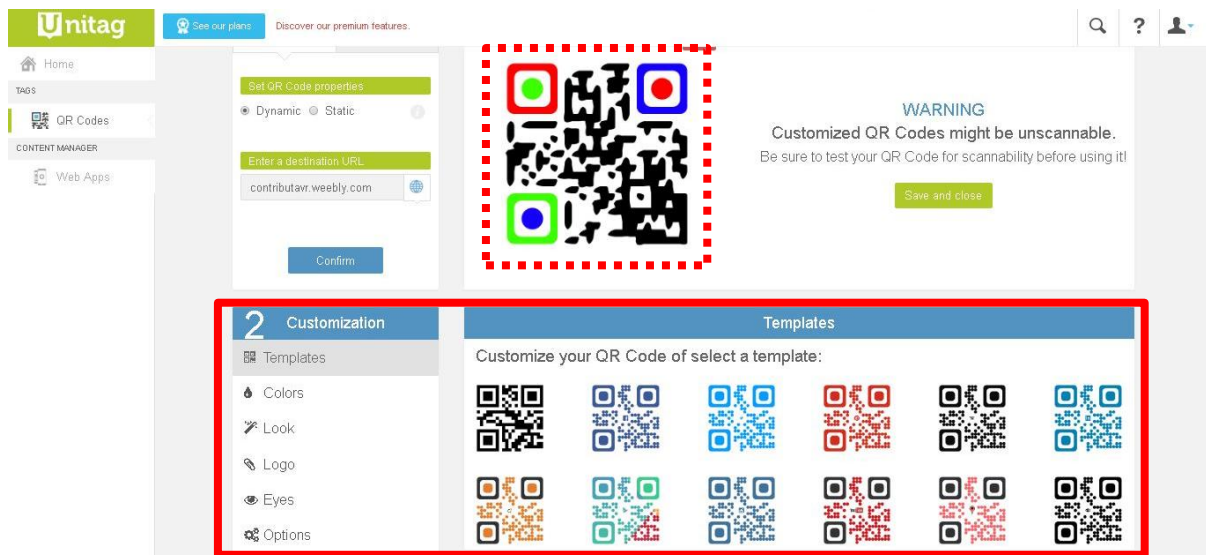 Unitag
See our plans
Discover our premium features.
?
Home
TAGS
QR Codes
CONTENT MANAGER
Web Apps
Set QR Code properties
Dynamic
Static
Enter a destination URL
contributavr.weebly.com
Confirm
WARNING
Customized QR Codes might be unscannable.
Be sure to test your QR Code for scannability before using it!
Save and close
2 Customization
Templates
Colors
Look
Logo
Eyes
Options
Templates
Customize your QR Code of select a template: